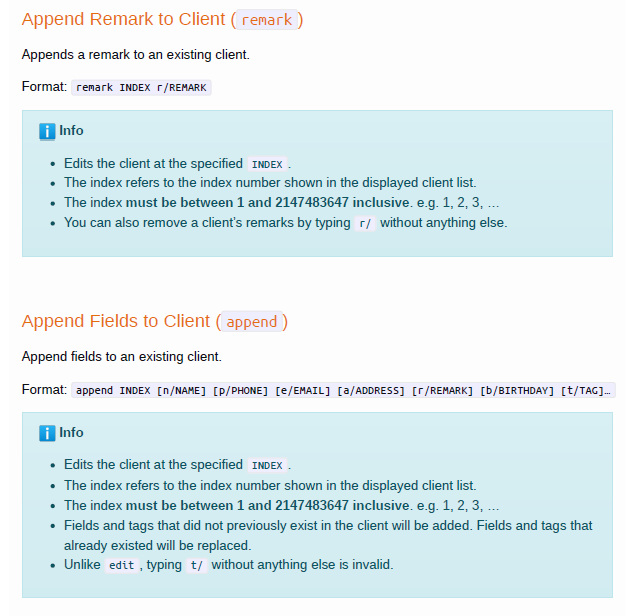 Append Remark to Client (remark)
Appends a remark to an existing client.
Format: remark INDEX r/REMARK
Info
Edits the client at the specified INDEX .
The index refers to the index number shown in the displayed client list.
The index must be between 1 and 2147483647 inclusive. e.g. 1, 2, 3, …
You can also remove a client’s remarks by typing r/ without anything else.
Append Fields to Client (append)
Append fields to an existing client.
Format: append INDEX [n/NAME] [p/PHONE] [e/EMAIL] [a/ADDRESS] [r/REMARK] [b/BIRTHDAY] [t/TAG]…
Info
Edits the client at the specified INDEX .
The index refers to the index number shown in the displayed client list.
The index must be between 1 and 2147483647 inclusive. e.g. 1, 2, 3, …
Fields and tags that did not previously exist in the client will be added. Fields and tags that
already existed will be replaced.
Unlike edit , typing t/ without anything else is invalid.